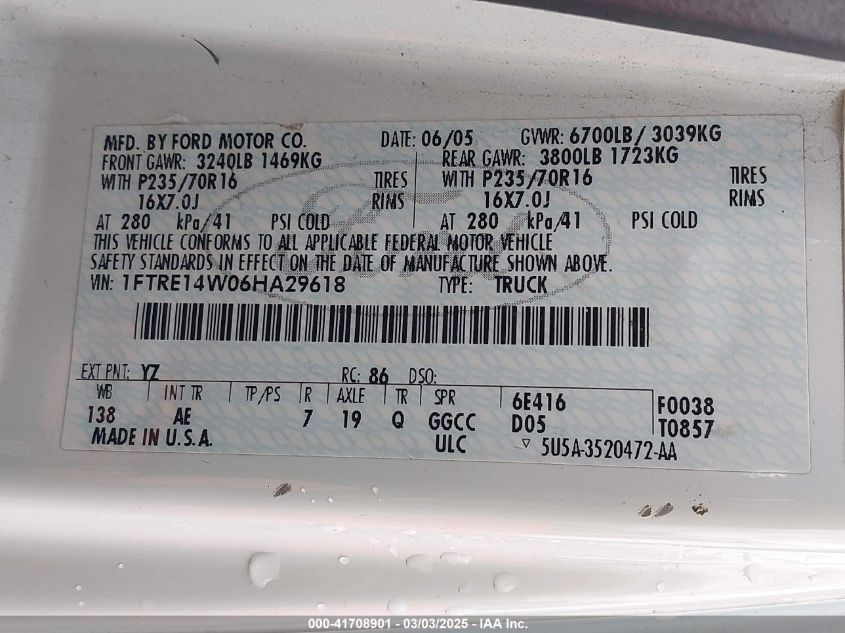 MFD. BY FORD MOTOR CO. DATE: 06/05 GVWR: 6700LB/ 3039KG
FRONT GAWR: 3240LB 1469KG REAR GAWR: 3800LB 1723KG
WITH P235/70R16 TIRES WITH P235/70R16 TIRES
16X7.0J RIMS 16X7.0J RIMS
AT 280 kPa/41 PSI COLD AT 280 kPa/41 PSI COLD
THIS VEHICLE CONFORMS TO ALL APPLICABLE FEDERAL MOTOR VEHICLE
SAFETY STANDARDS IN EFFECT ON THE DATE OF MANUFACTURE SHOWN ABOVE.
VIN: 1FTRE14W06HA29618 TYPE: TRUCK
EXT PNT: YZ RC: 86 DSO:
WB INT TR TP/PS R AXLE TR SPR 6E416 F0038
138 AE 7 19 Q GGCC D05 T0857
MADE IN U.S.A. ULC ▽ 5U5A-3520472-AA
000-41708901 - 03/03/2025 - IAA Inc.